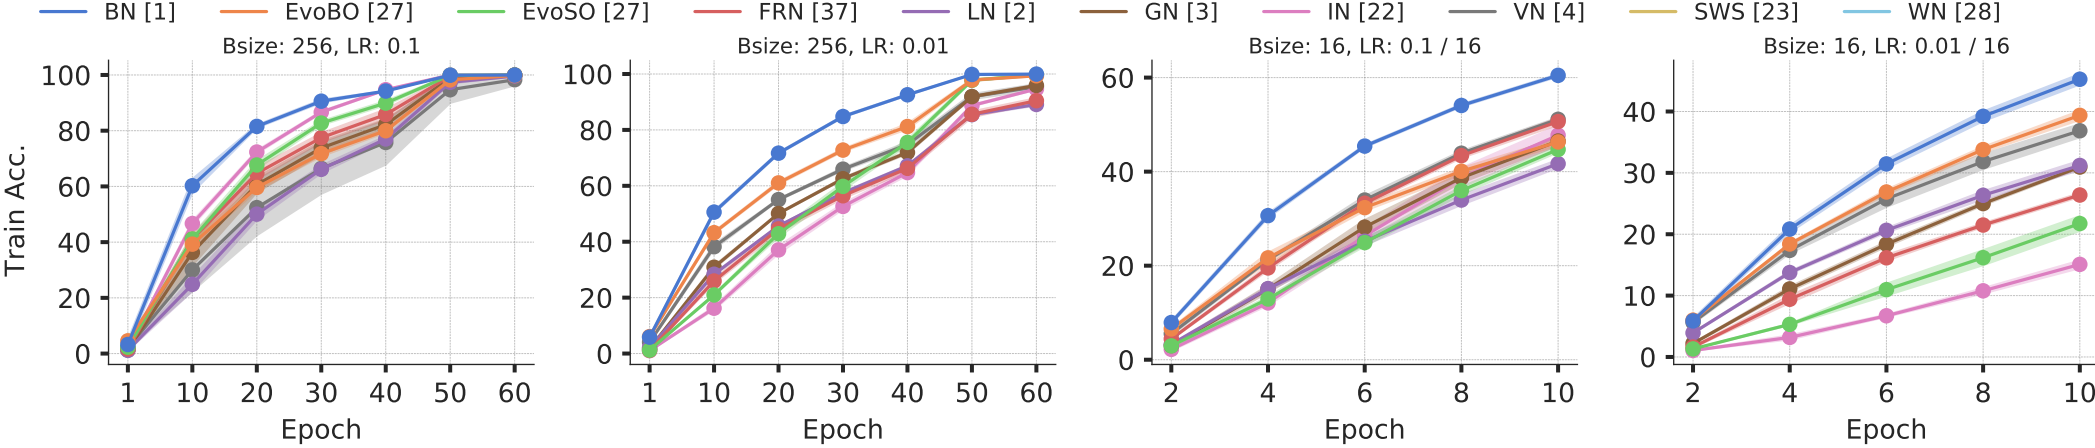 BN [1] EvoBO [27] EvoSO [27] FRN [37] LN [2] GN [3] IN [22] VN [4] SWS [23] WN [28]
Bsize: 256, LR: 0.1 Bsize: 256, LR: 0.01 Bsize: 16, LR: 0.1 / 16 Bsize: 16, LR: 0.01 / 16
Train Acc.
100
80
60
40
20
0
1 10 20 30 40 50 60
Epoch
100
80
60
40
20
0
1 10 20 30 40 50 60
Epoch
60
40
20
0
2 4 6 8 10
Epoch
40
30
20
10
0
2 4 6 8 10
Epoch